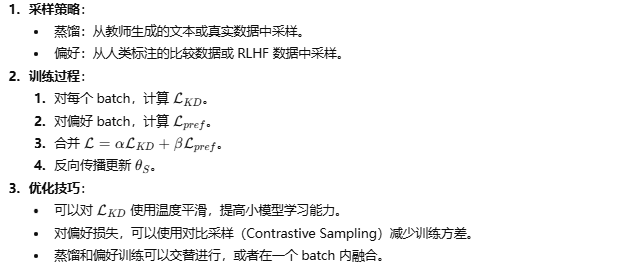 1. 采样策略：
• 蒸馏：从教师生成的文本或真实数据中采样。
• 偏好：从人类标注的比较数据或 RLHF 数据中采样。
2. 训练过程：
1. 对每个 batch，计算 $\mathcal{L}_{KD}$。
2. 对偏好 batch，计算 $\mathcal{L}_{pref}$。
3. 合并 $\mathcal{L} = \alpha\mathcal{L}_{KD} + \beta\mathcal{L}_{pref}$。
4. 反向传播更新 $\theta_S$。
3. 优化技巧：
• 可以对 $\mathcal{L}_{KD}$ 使用温度平滑，提高小模型学习能力。
• 对偏好损失，可以使用对比采样（Contrastive Sampling）减少训练方差。
• 蒸馏和偏好训练可以交替进行，或者在一个 batch 内融合。